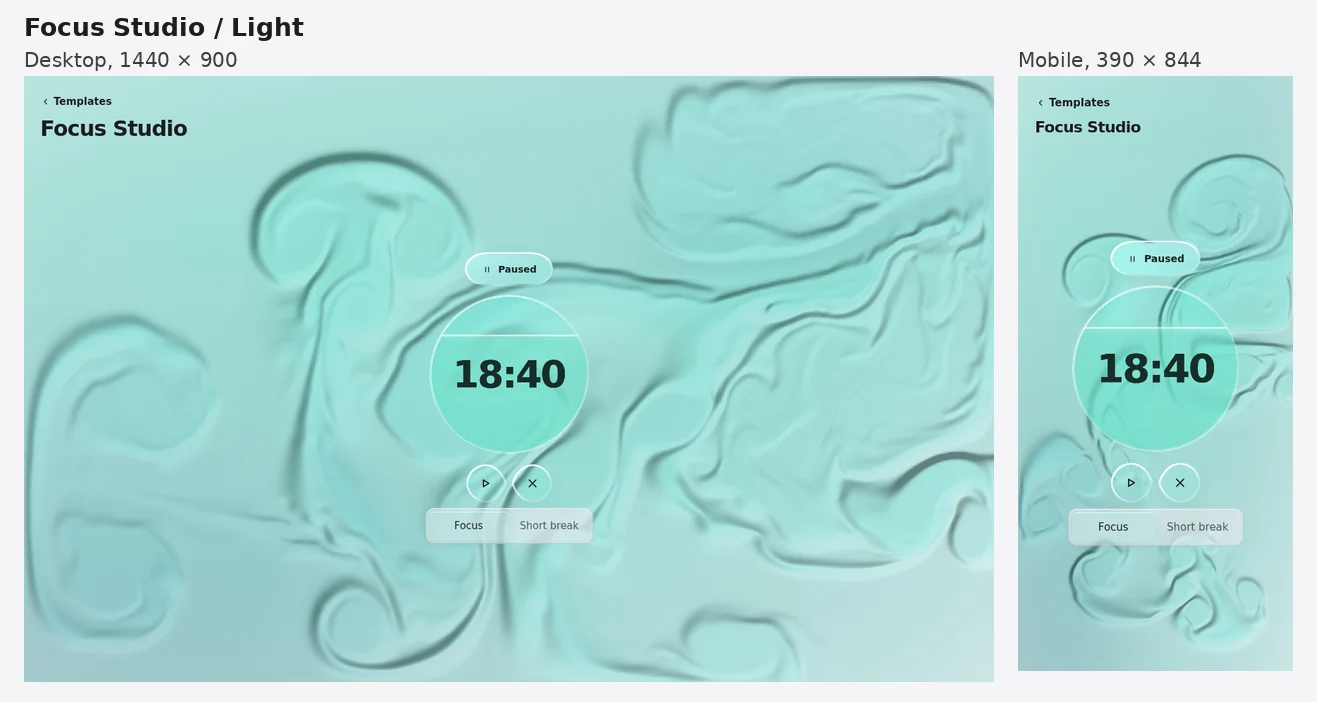 Focus Studio / Light
Desktop, 1440 × 900
‹ Templates
Focus Studio
Paused
18:40
Focus
Short break
Mobile, 390 × 844
‹ Templates
Focus Studio
Paused
18:40
Focus
Short break